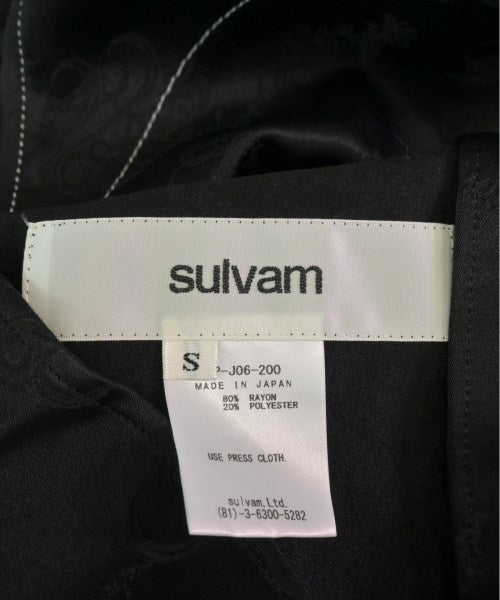 sulvam
S
P-J06-200
MADE IN JAPAN
80% RAYON
20% POLYESTER
USE PRESS CLOTH.
sulvam,Ltd.
(81)-3-6300-5282